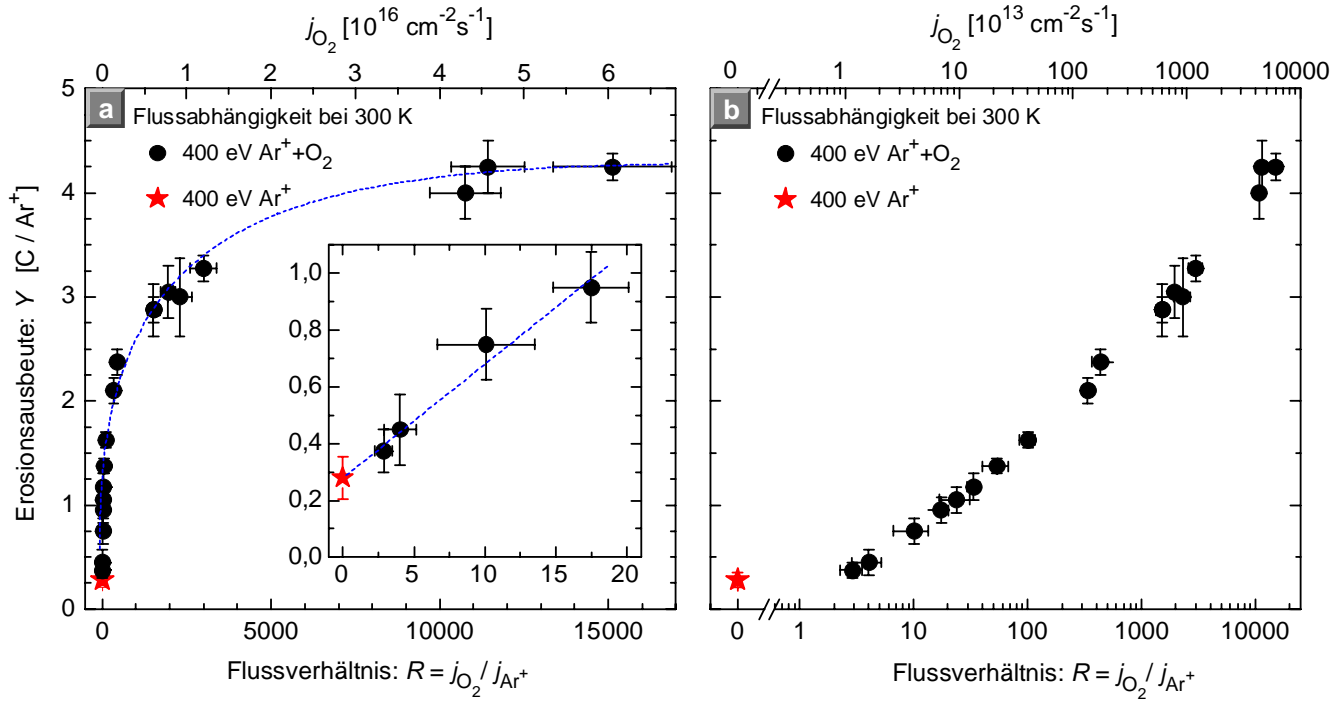 j_O2 [10^16 cm^-2 s^-1]
0 1 2 3 4 5 6
a Flussabhängigkeit bei 300 K
400 eV Ar^+ +O_2
400 eV Ar^+
Erosionsausbeute: Y [C / Ar^+]
5
4
3
2
1
0
1,0
0,8
0,6
0,4
0,2
0,0
0 5 10 15 20
0 5000 10000 15000
Flussverhältnis: R = j_O2 / j_Ar^+
j_O2 [10^13 cm^-2 s^-1]
0 1 10 100 1000 10000
b Flussabhängigkeit bei 300 K
400 eV Ar^+ +O_2
400 eV Ar^+
0 1 10 100 1000 10000
Flussverhältnis: R = j_O2 / j_Ar^+